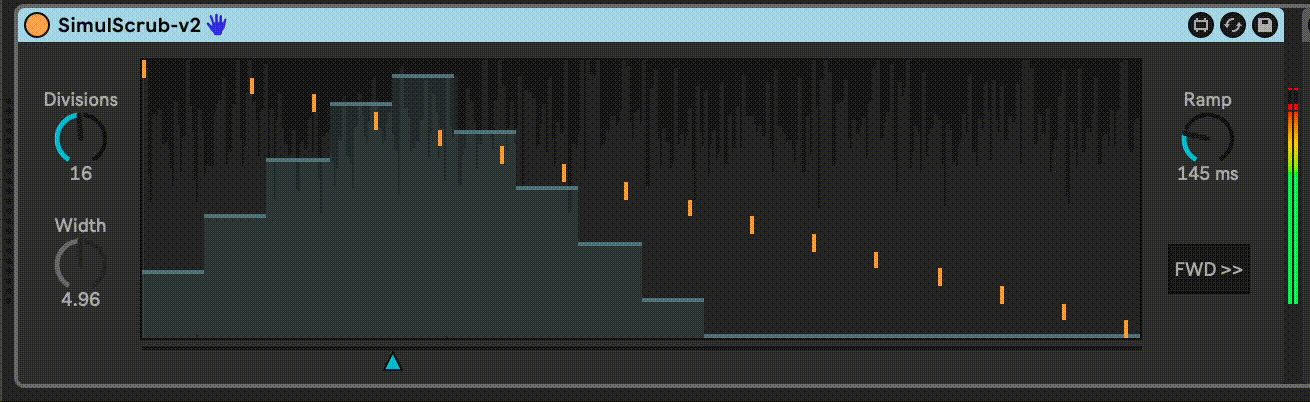 SimulScrub-v2
Divisions
16
Width
4.96
Ramp
145 ms
FWD >>